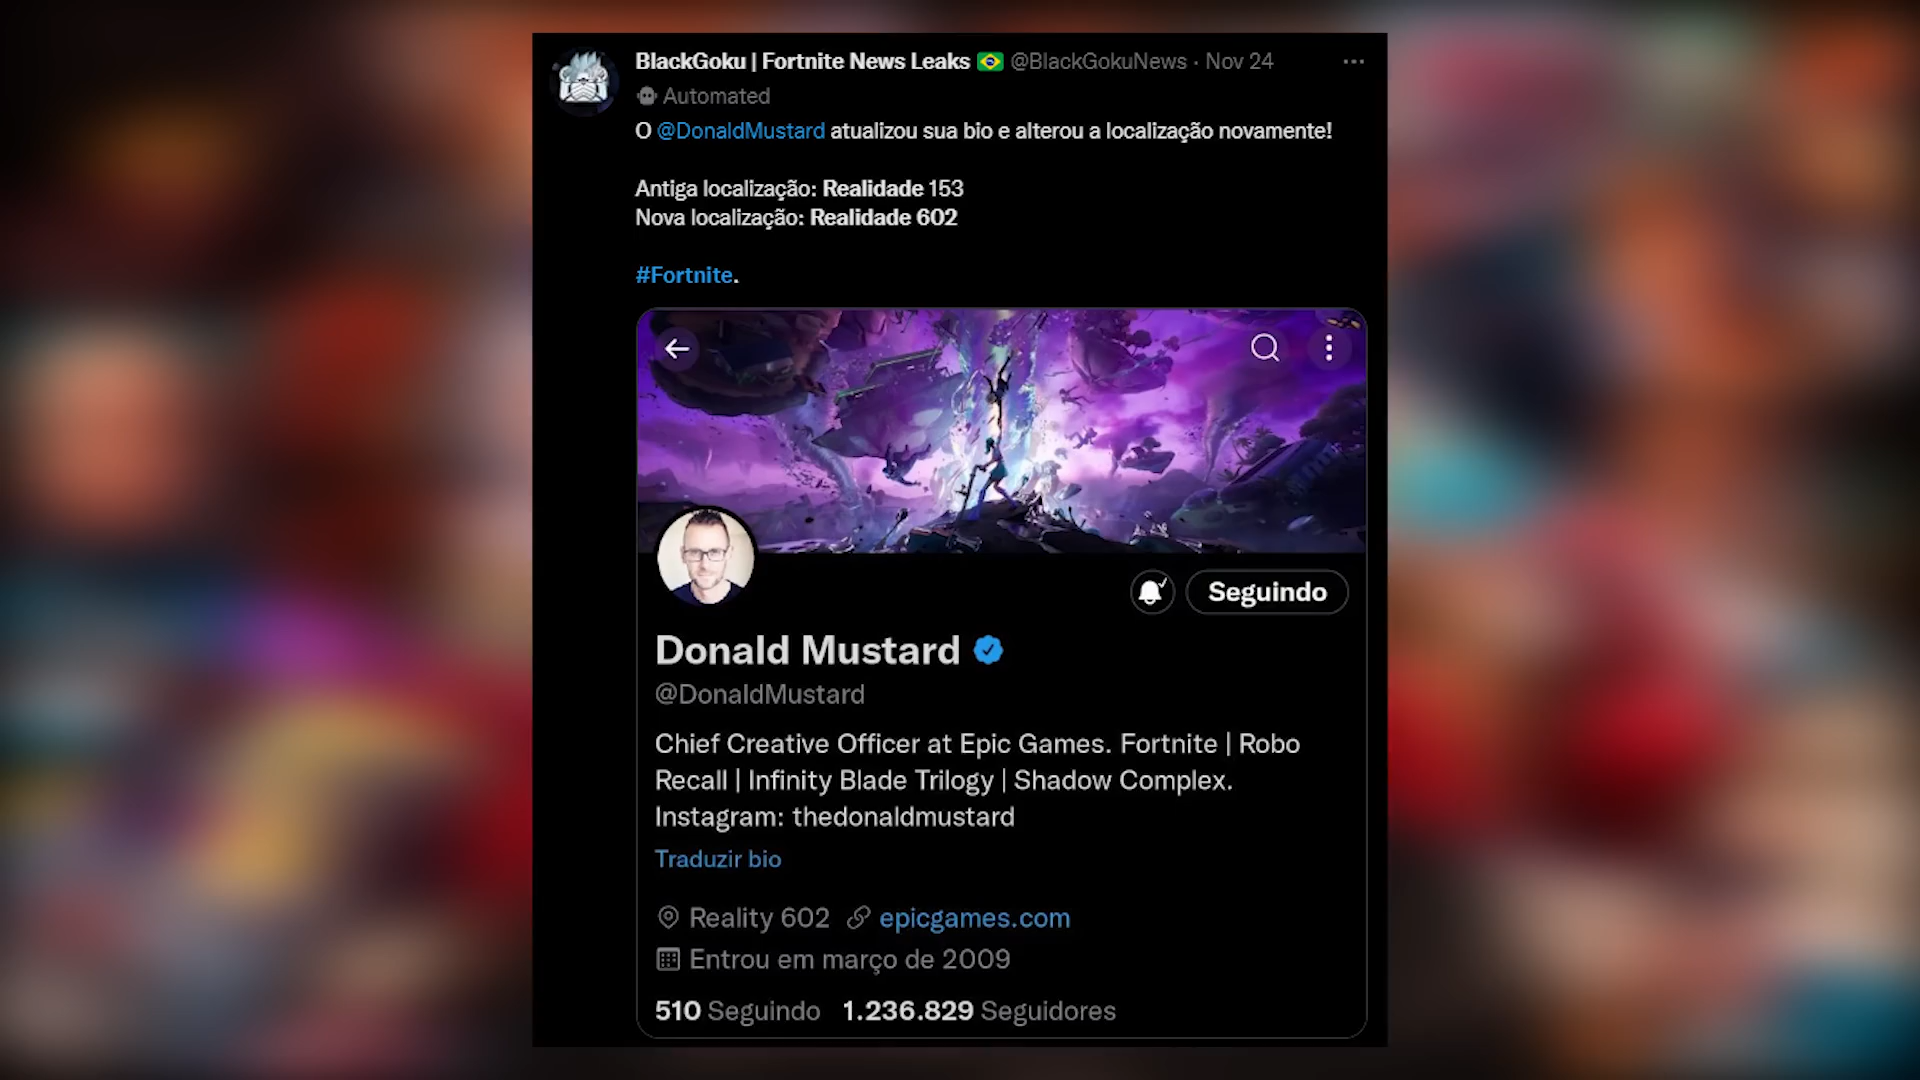 BlackGoku | Fortnite News Leaks 🇧🇷 @BlackGokuNews · Nov 24
Automated
O @DonaldMustard atualizou sua bio e alterou a localização novamente!
Antiga localização: Realidade 153
Nova localização: Realidade 602
#Fortnite.
Seguindo
Donald Mustard
@DonaldMustard
Chief Creative Officer at Epic Games. Fortnite | Robo
Recall | Infinity Blade Trilogy | Shadow Complex.
Instagram: thedonaldmustard
Traduzir bio
Reality 602 epicgames.com
Entrou em março de 2009
510 Seguindo 1.236.829 Seguidores